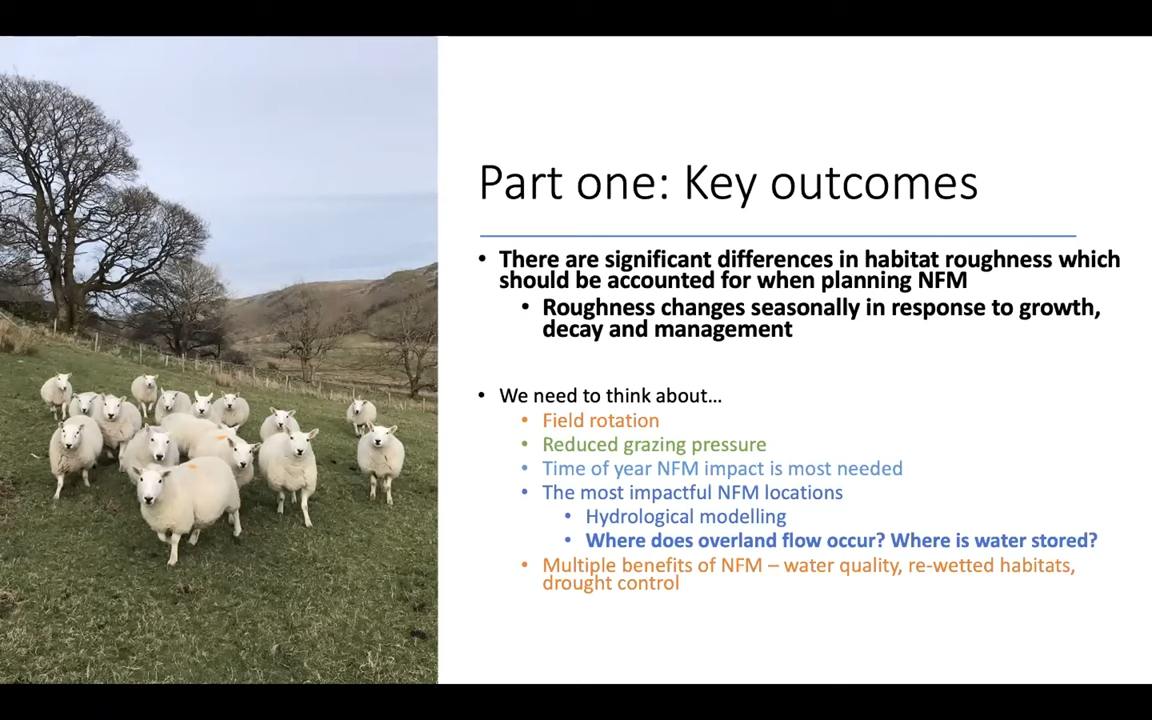 Part one: Key outcomes
• There are significant differences in habitat roughness which
should be accounted for when planning NFM
• Roughness changes seasonally in response to growth,
decay and management
• We need to think about...
• Field rotation
• Reduced grazing pressure
• Time of year NFM impact is most needed
• The most impactful NFM locations
• Hydrological modelling
• Where does overland flow occur? Where is water stored?
• Multiple benefits of NFM – water quality, re-wetted habitats,
drought control